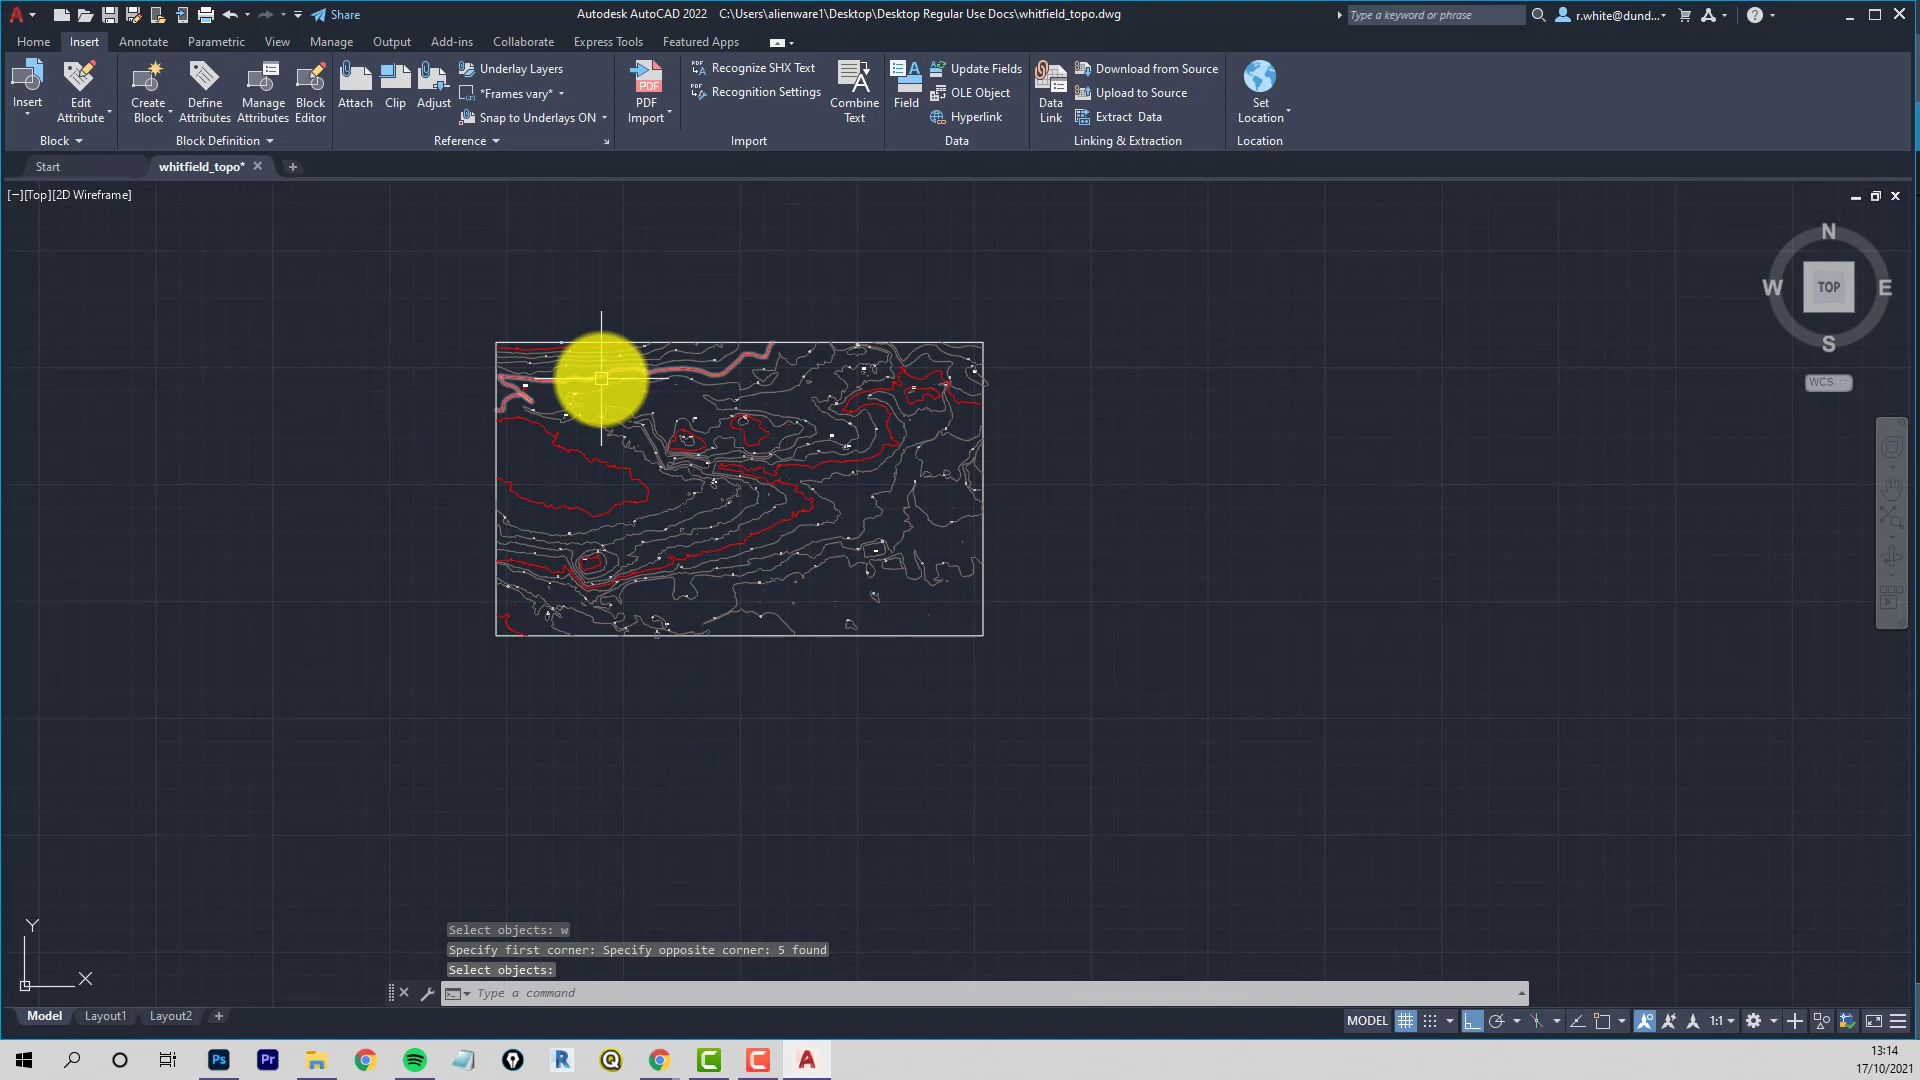 Share
Autodesk AutoCAD 2022 C:\Users\alienware1\Desktop\Desktop Regular Use Docs\whitfield_topo.dwg
Type a keyword or phrase
r.white@dund...
Home Insert Annotate Parametric View Manage Output Add-ins Collaborate Express Tools Featured Apps
Insert
Edit
Attribute
Create
Block
Define
Attributes
Manage
Attributes
Block
Editor
Attach
Clip
Adjust
Underlay Layers
*Frames vary*
Snap to Underlays ON
PDF
PDF
Import
PDF
Recognize SHX Text
PDF
Recognition Settings
Combine
Text
Field
Update Fields
OLE Object
Hyperlink
Data
Link
Download from Source
Upload to Source
Extract Data
Set
Location
Block
Block Definition
Reference
Import
Data
Linking & Extraction
Location
Start
whitfield_topo*
[−][Top][2D Wireframe]
N
W
TOP
E
S
WCS
Y
X
Select objects: w
Specify first corner: Specify opposite corner: 5 found
Select objects:
Type a command
Model Layout1 Layout2
MODEL
1:1
Ps
Pr
R
A
13:14
17/10/2021